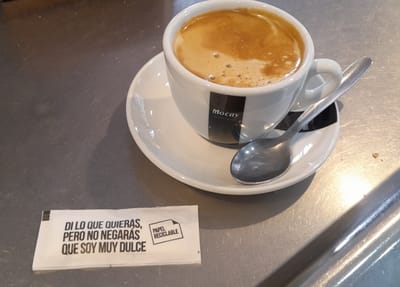 Mocay
DI LO QUE QUIERAS,
PERO NO NEGARÁS
QUE SOY MUY DULCE
PAPEL
RECICLABLE